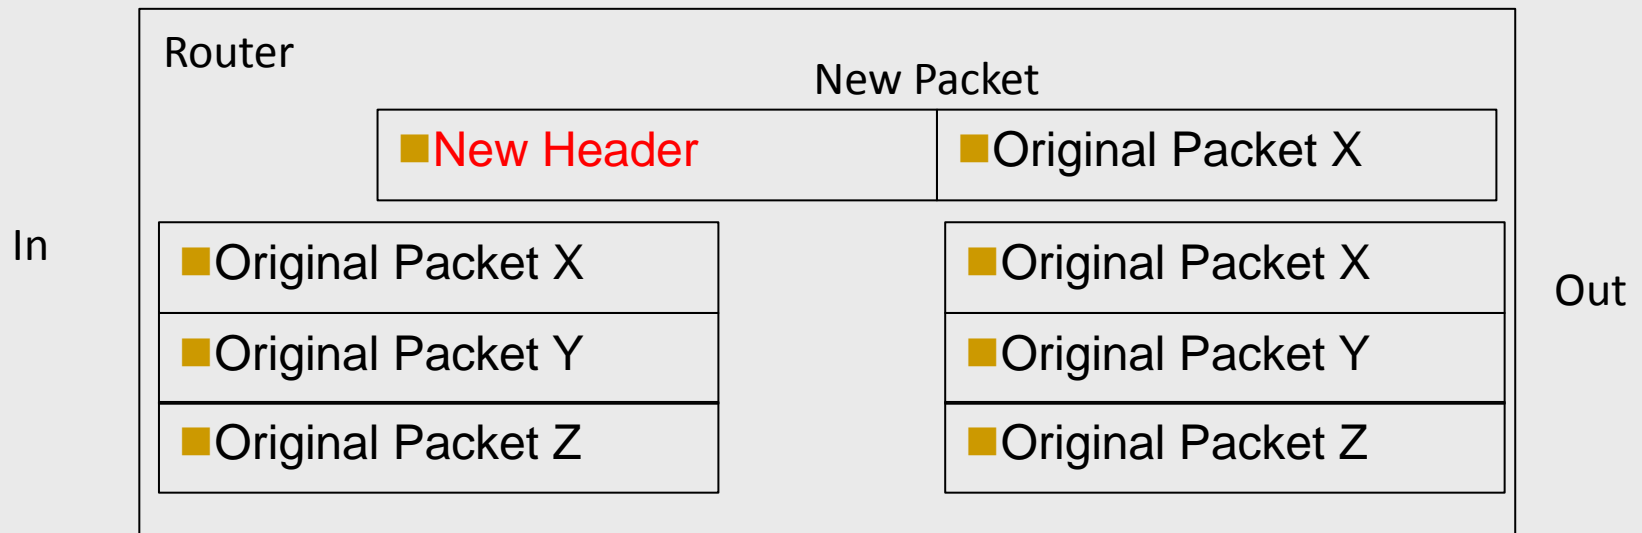 Router
New Packet
New Header
Original Packet X
In
Original Packet X
Original Packet Y
Original Packet Z
Original Packet X
Original Packet Y
Original Packet Z
Out